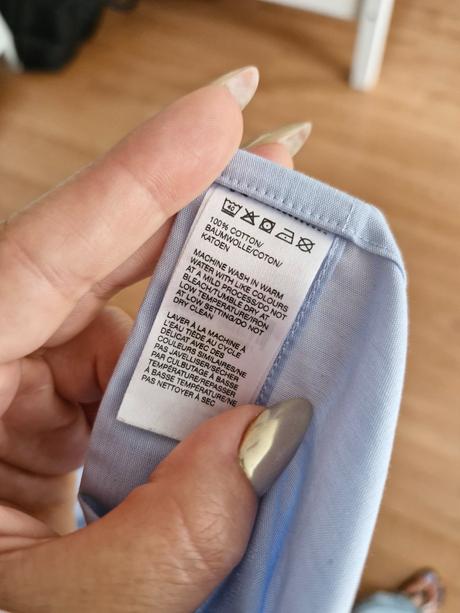 40
100% COTTON/
BAUMWOLLE/COTON/
KATOEN
MACHINE WASH IN WARM
WATER WITH LIKE COLOURS
AT A MILD PROCESS/DO NOT
BLEACH/TUMBLE DRY AT
LOW TEMPERATURE/IRON
AT LOW SETTING/DO NOT
DRY CLEAN
LAVER À LA MACHINE À
L'EAU TIÈDE À CYCLE
DÉLICAT AVEC DES
COULEURS SIMILAIRES/NE
PAS JAVELLISER/SÉCHER
PAR CULBUTAGE À BASSE
TEMPÉRATURE/REPASSER
À BASSE TEMPÉRATURE/NE
PAS NETTOYER À SEC